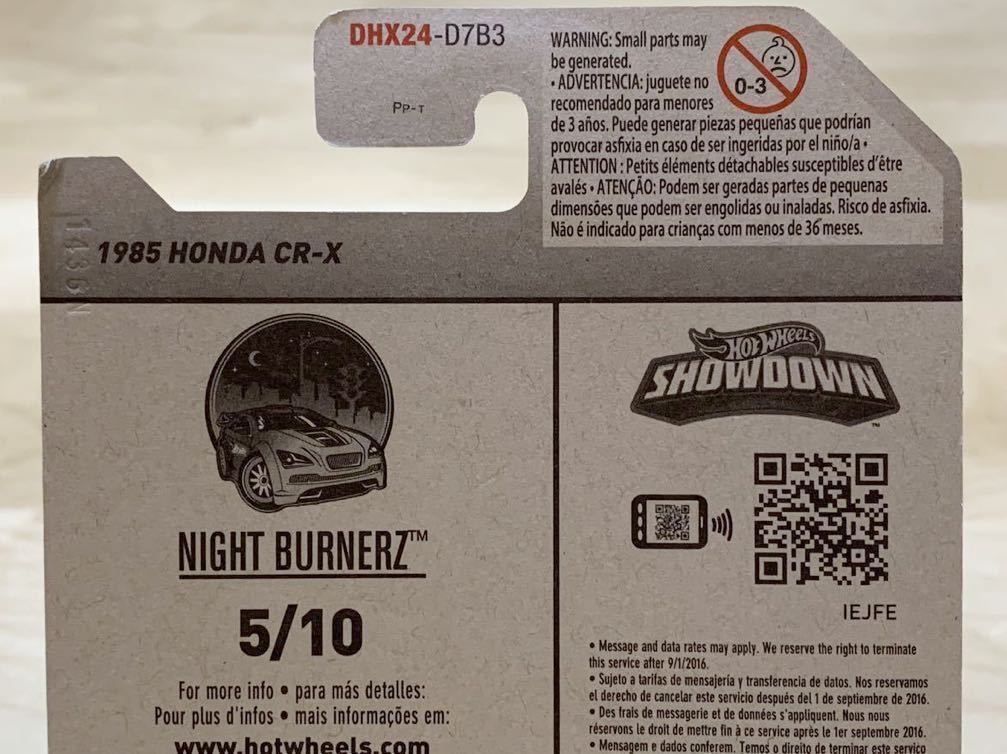 DHX24-D7B3
PP-T
WARNING: Small parts may
be generated.
• ADVERTENCIA: juguete no
recomendado para menores
de 3 años. Puede generar piezas pequeñas que podrían
provocar asfixia en caso de ser ingeridas por el niño/a •
ATTENTION : Petits éléments détachables susceptibles d'être
avalés • ATENÇÃO: Podem ser geradas partes de pequenas
dimensões que podem ser engolidas ou inaladas. Risco de asfixia.
Não é indicado para crianças com menos de 36 meses.
0-3
1985 HONDA CR-X
NIGHT BURNERZ™
5/10
For more info • para más detalles:
Pour plus d'infos • mais informações em:
www.hotwheels.com
HOT WHEELS
SHOWDOWN™
IEJFE
• Message and data rates may apply. We reserve the right to terminate
this service after 9/1/2016.
• Sujeto a tarifas de mensajería y transferencia de datos. Nos reservamos
el derecho de cancelar este servicio después del 1 de septiembre de 2016.
• Des frais de messagerie et de données s'appliquent. Nous nous
réservons le droit de mettre fin à ce service après le 1er septembre 2016.
• Mensagem e dados conferem. Temos o direito de terminar este serviço